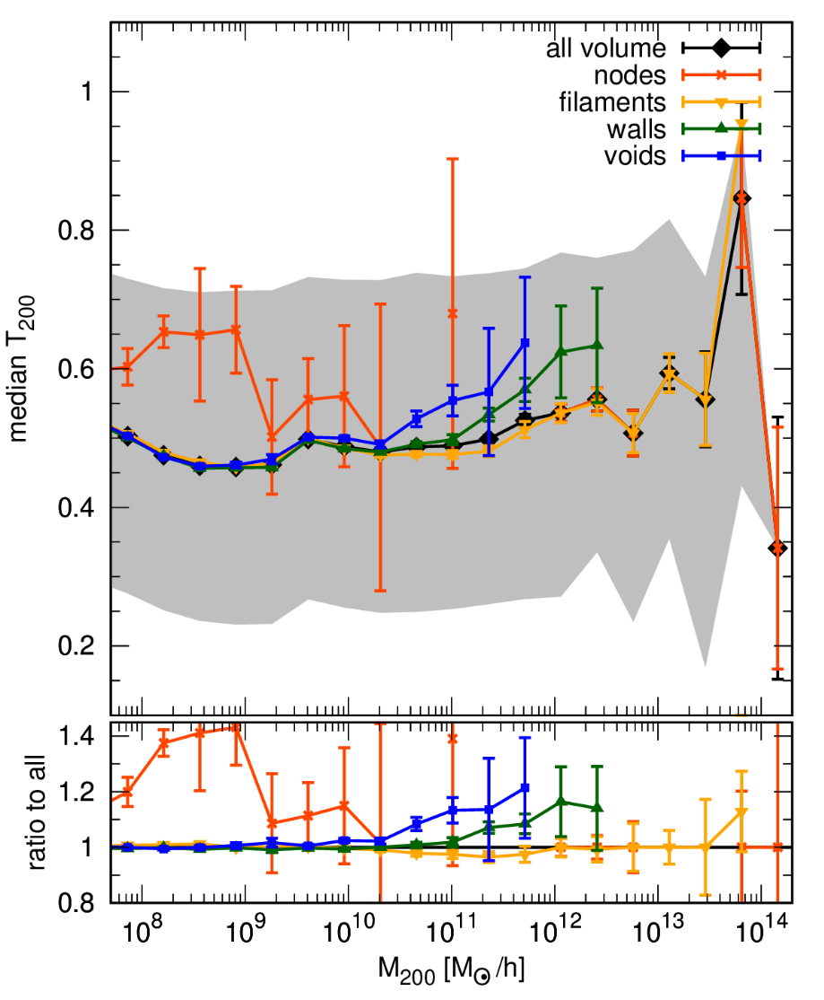 median T200
1
0.8
0.6
0.4
0.2
all volume
nodes
filaments
walls
voids
ratio to all
1.4
1.2
1
0.8
10^8
10^9
10^10
10^11
10^12
10^13
10^14
M200 [M⊙/h]